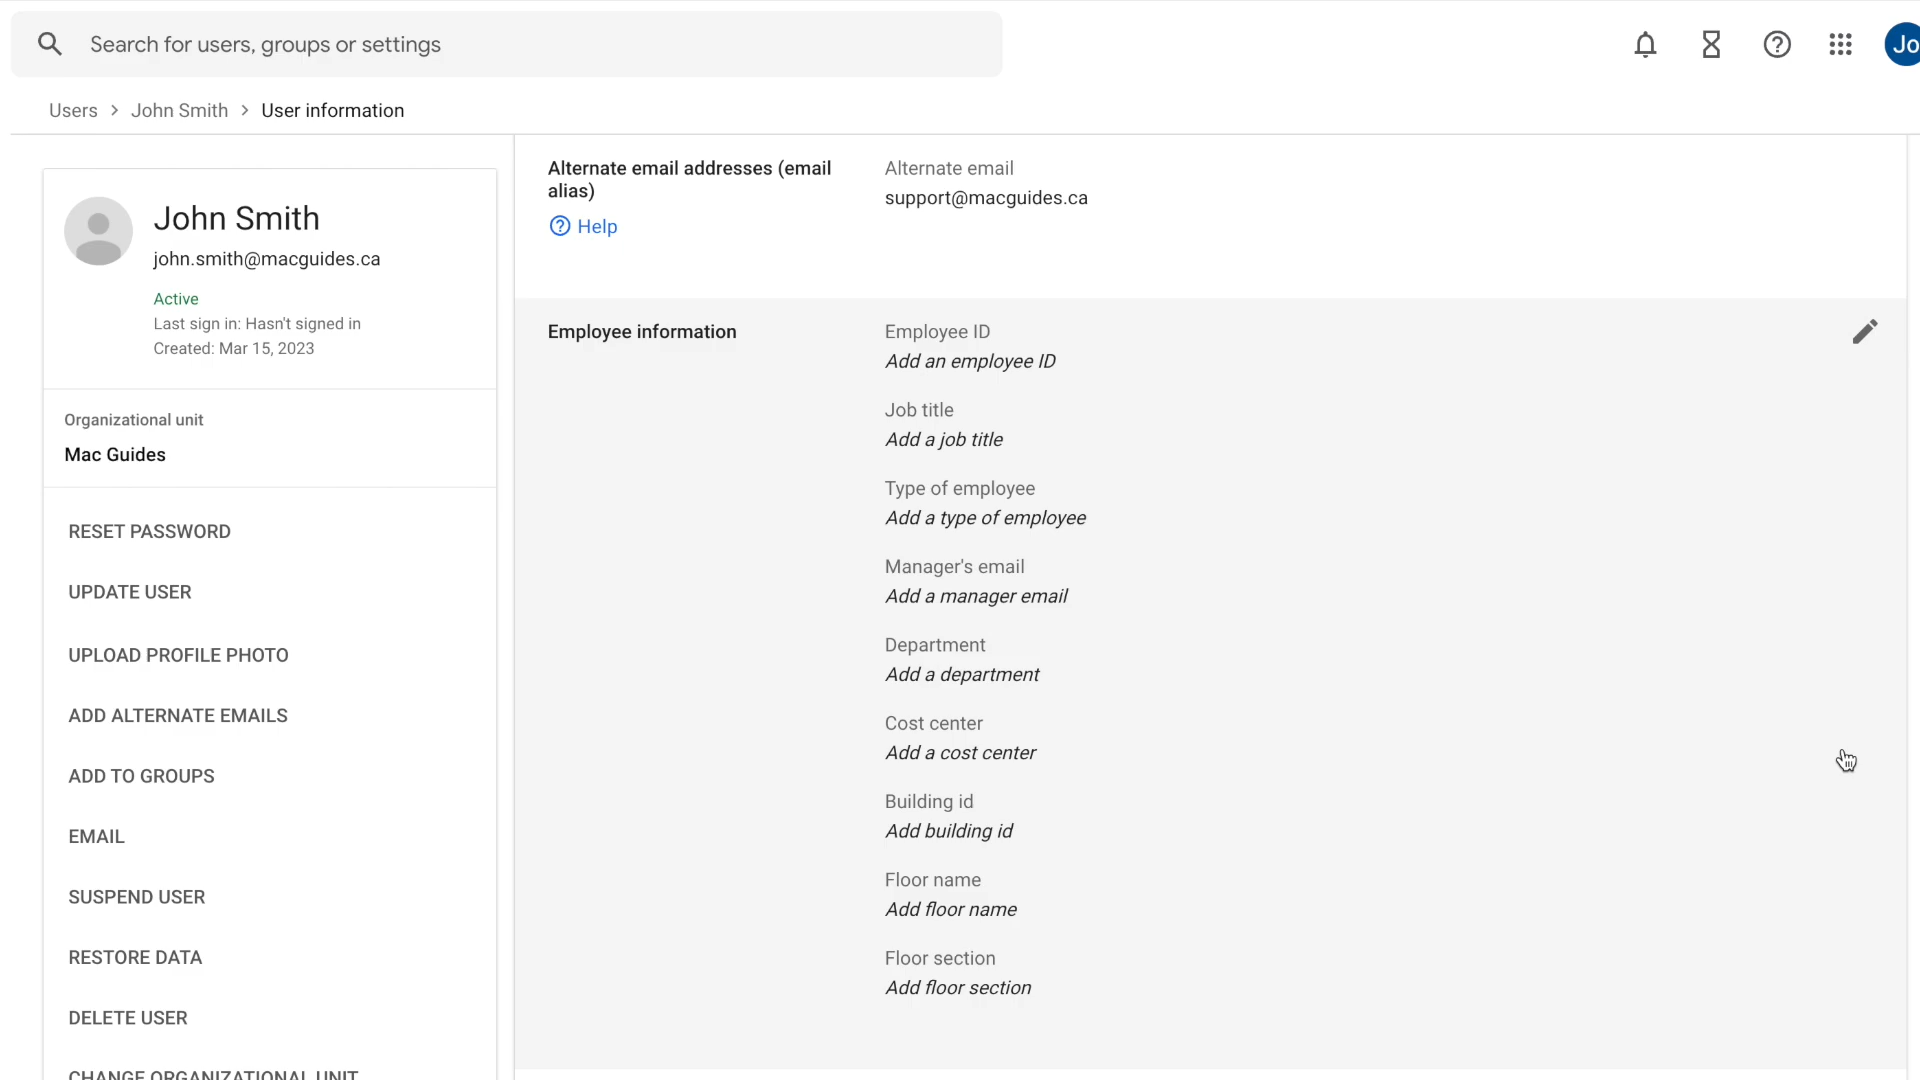 Search for users, groups or settings
Jo
Users > John Smith > User information
John Smith
john.smith@macguides.ca
Active
Last sign in: Hasn't signed in
Created: Mar 15, 2023
Organizational unit
Mac Guides
RESET PASSWORD
UPDATE USER
UPLOAD PROFILE PHOTO
ADD ALTERNATE EMAILS
ADD TO GROUPS
EMAIL
SUSPEND USER
RESTORE DATA
DELETE USER
CHANGE ORGANIZATIONAL UNIT
Alternate email addresses (email
alias)
Help
Alternate email
support@macguides.ca
Employee information
Employee ID
Add an employee ID
Job title
Add a job title
Type of employee
Add a type of employee
Manager's email
Add a manager email
Department
Add a department
Cost center
Add a cost center
Building id
Add building id
Floor name
Add floor name
Floor section
Add floor section